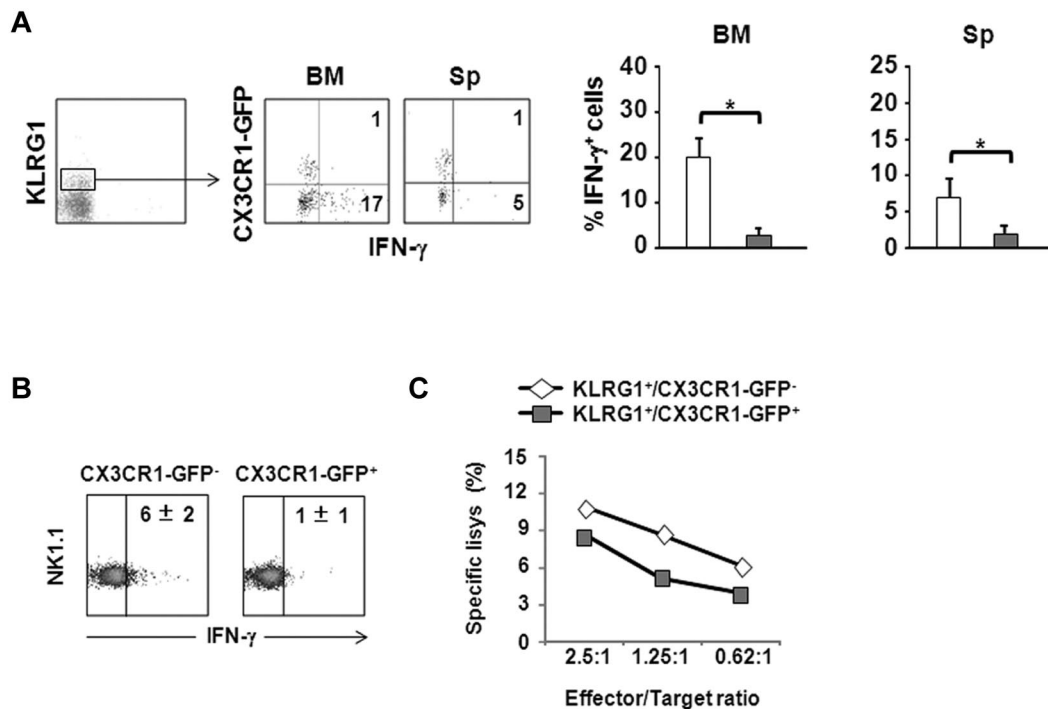 A
BM
Sp
KLRG1
CX3CR1-GFP
BM
Sp
1
17
1
5
IFN-γ
% IFN-γ⁺ cells
40
30
20
10
0
*
25
20
15
10
5
0
*
B
CX3CR1-GFP⁻
CX3CR1-GFP⁺
6 ± 2
1 ± 1
NK1.1
IFN-γ
C
KLRG1⁺/CX3CR1-GFP⁻
KLRG1⁺/CX3CR1-GFP⁺
Specific lisys (%)
15
12
9
6
3
0
2.5:1 1.25:1 0.62:1
Effector/Target ratio